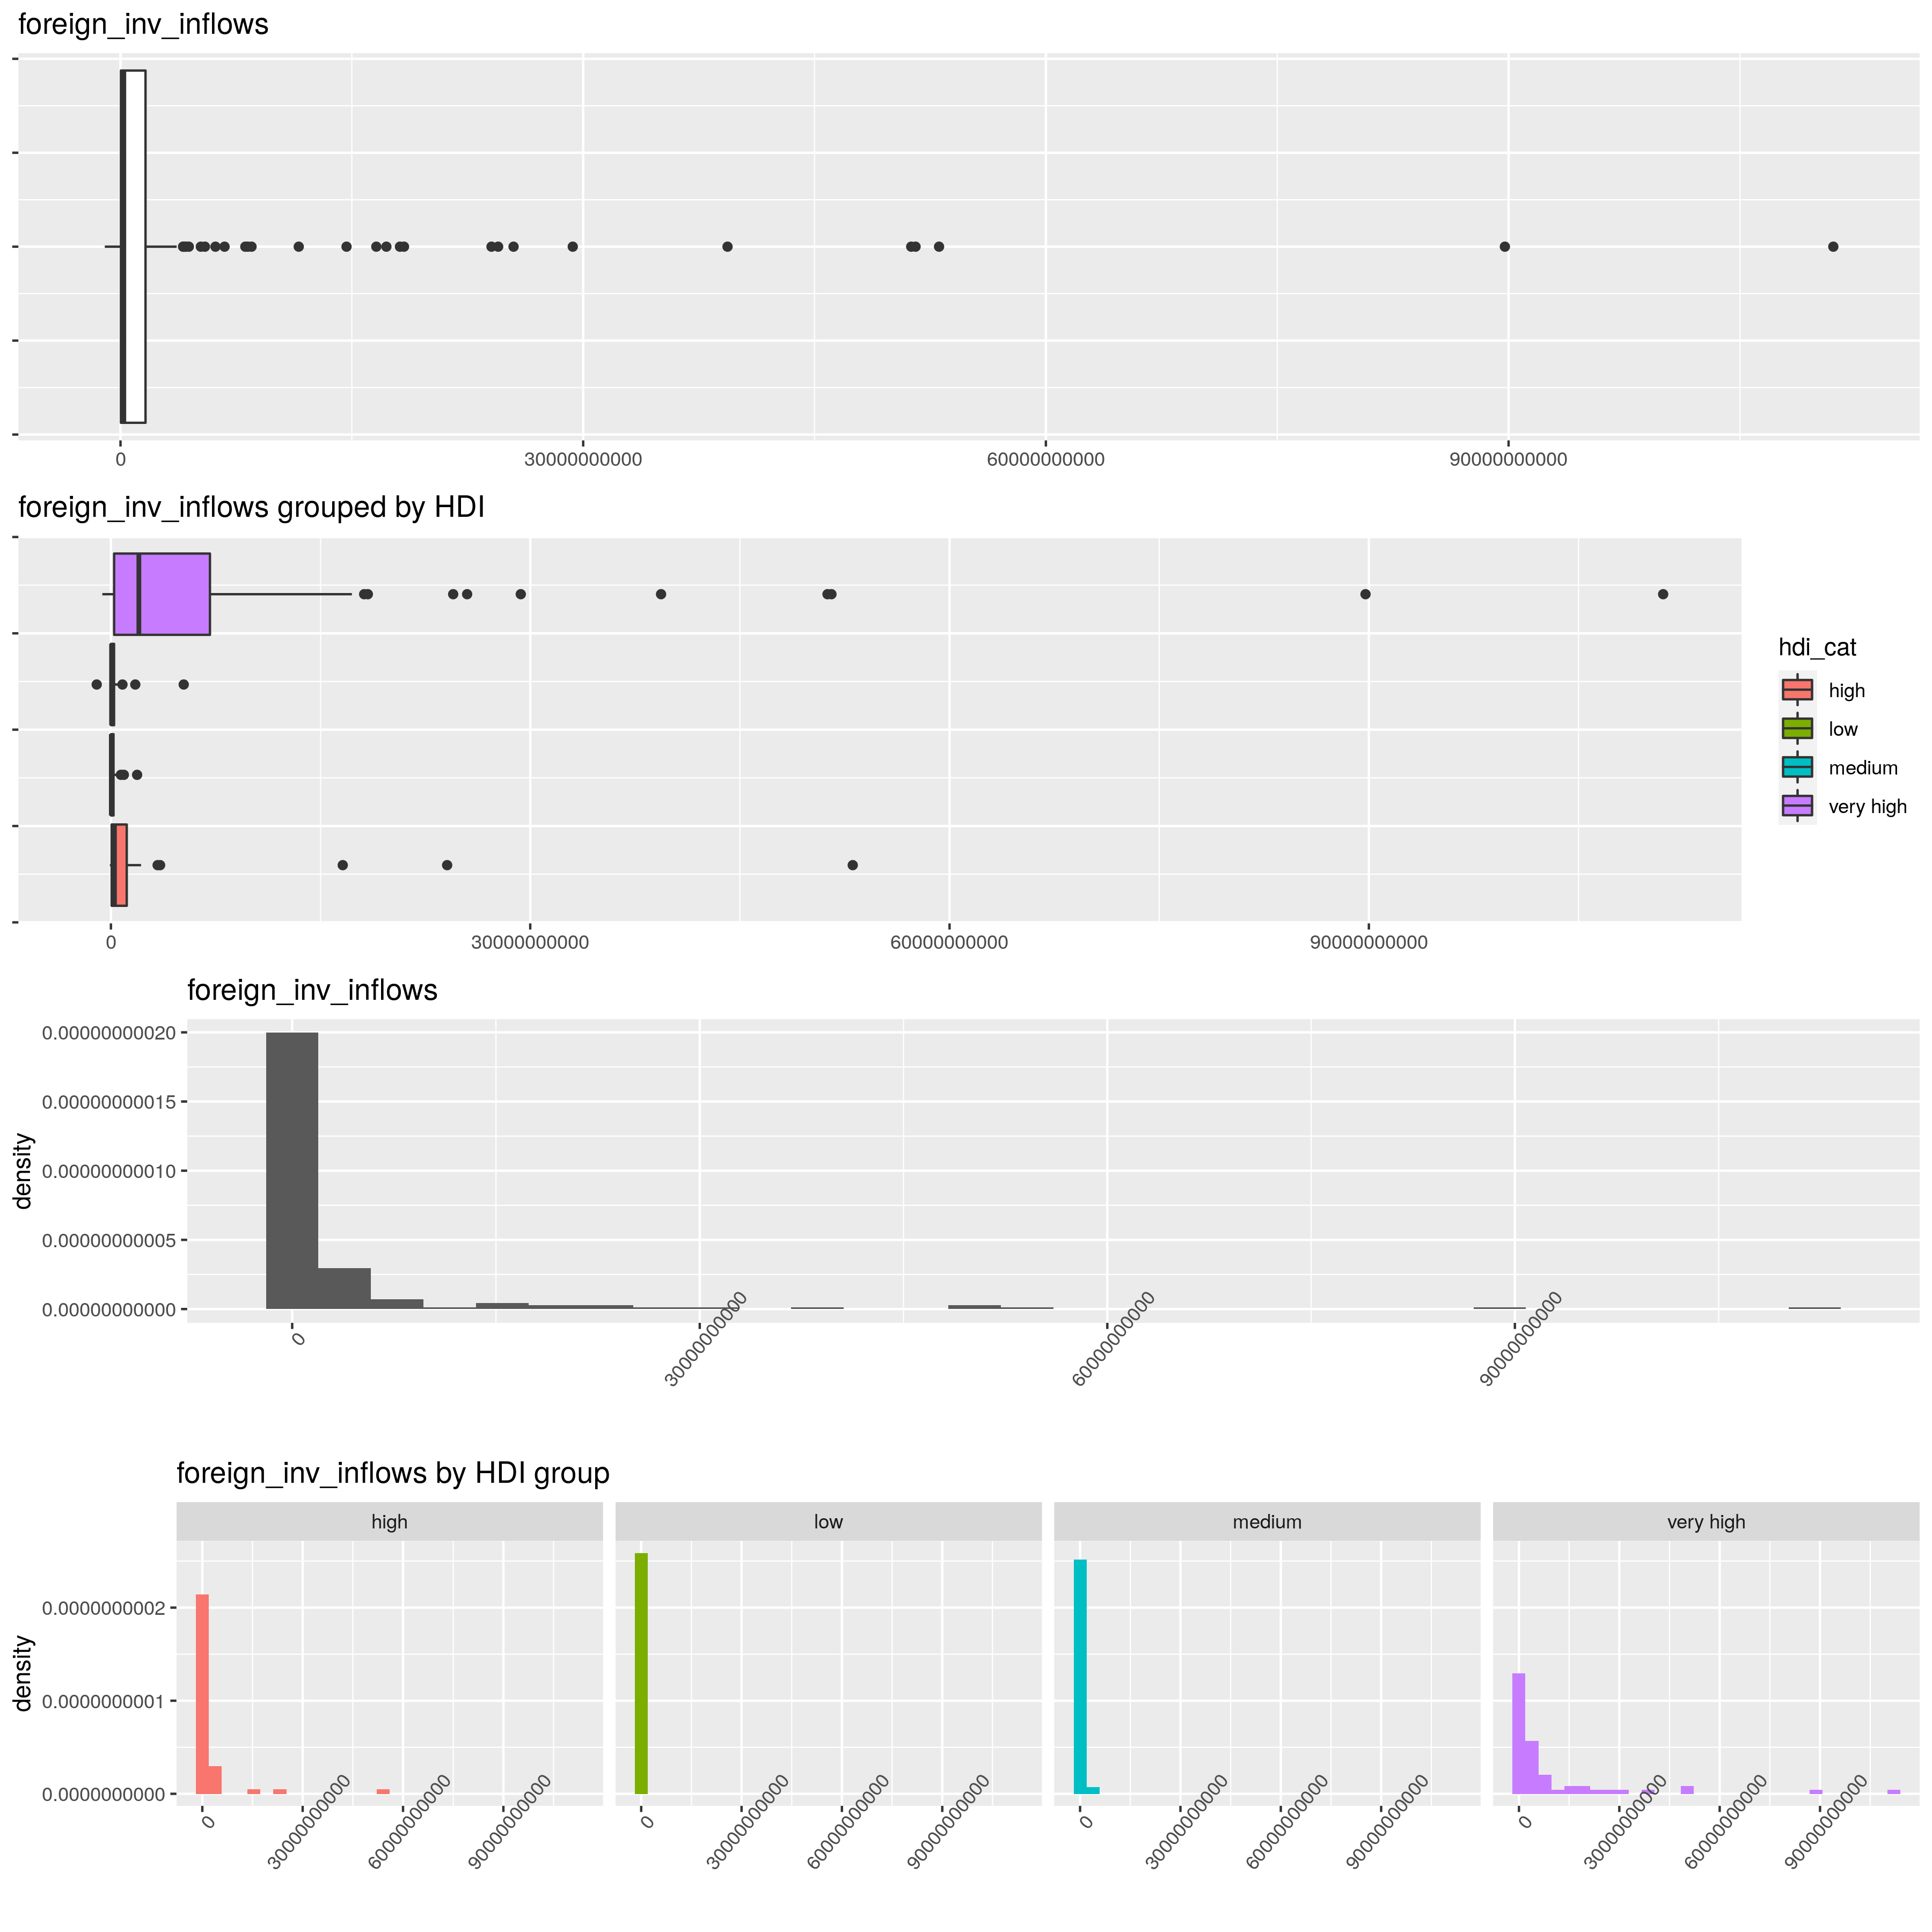 foreign_inv_inflows
0 30000000000 60000000000 90000000000
foreign_inv_inflows grouped by HDI
0 30000000000 60000000000 90000000000
hdi_cat
high
low
medium
very high
foreign_inv_inflows
density
0.00000000020
0.00000000015
0.00000000010
0.00000000005
0.00000000000
0 30000000000 60000000000 90000000000
foreign_inv_inflows by HDI group
high low medium very high
density
0.0000000002
0.0000000001
0.0000000000
0 30000000000 60000000000 90000000000 0 30000000000 60000000000 90000000000 0 30000000000 60000000000 90000000000 0 30000000000 60000000000 90000000000